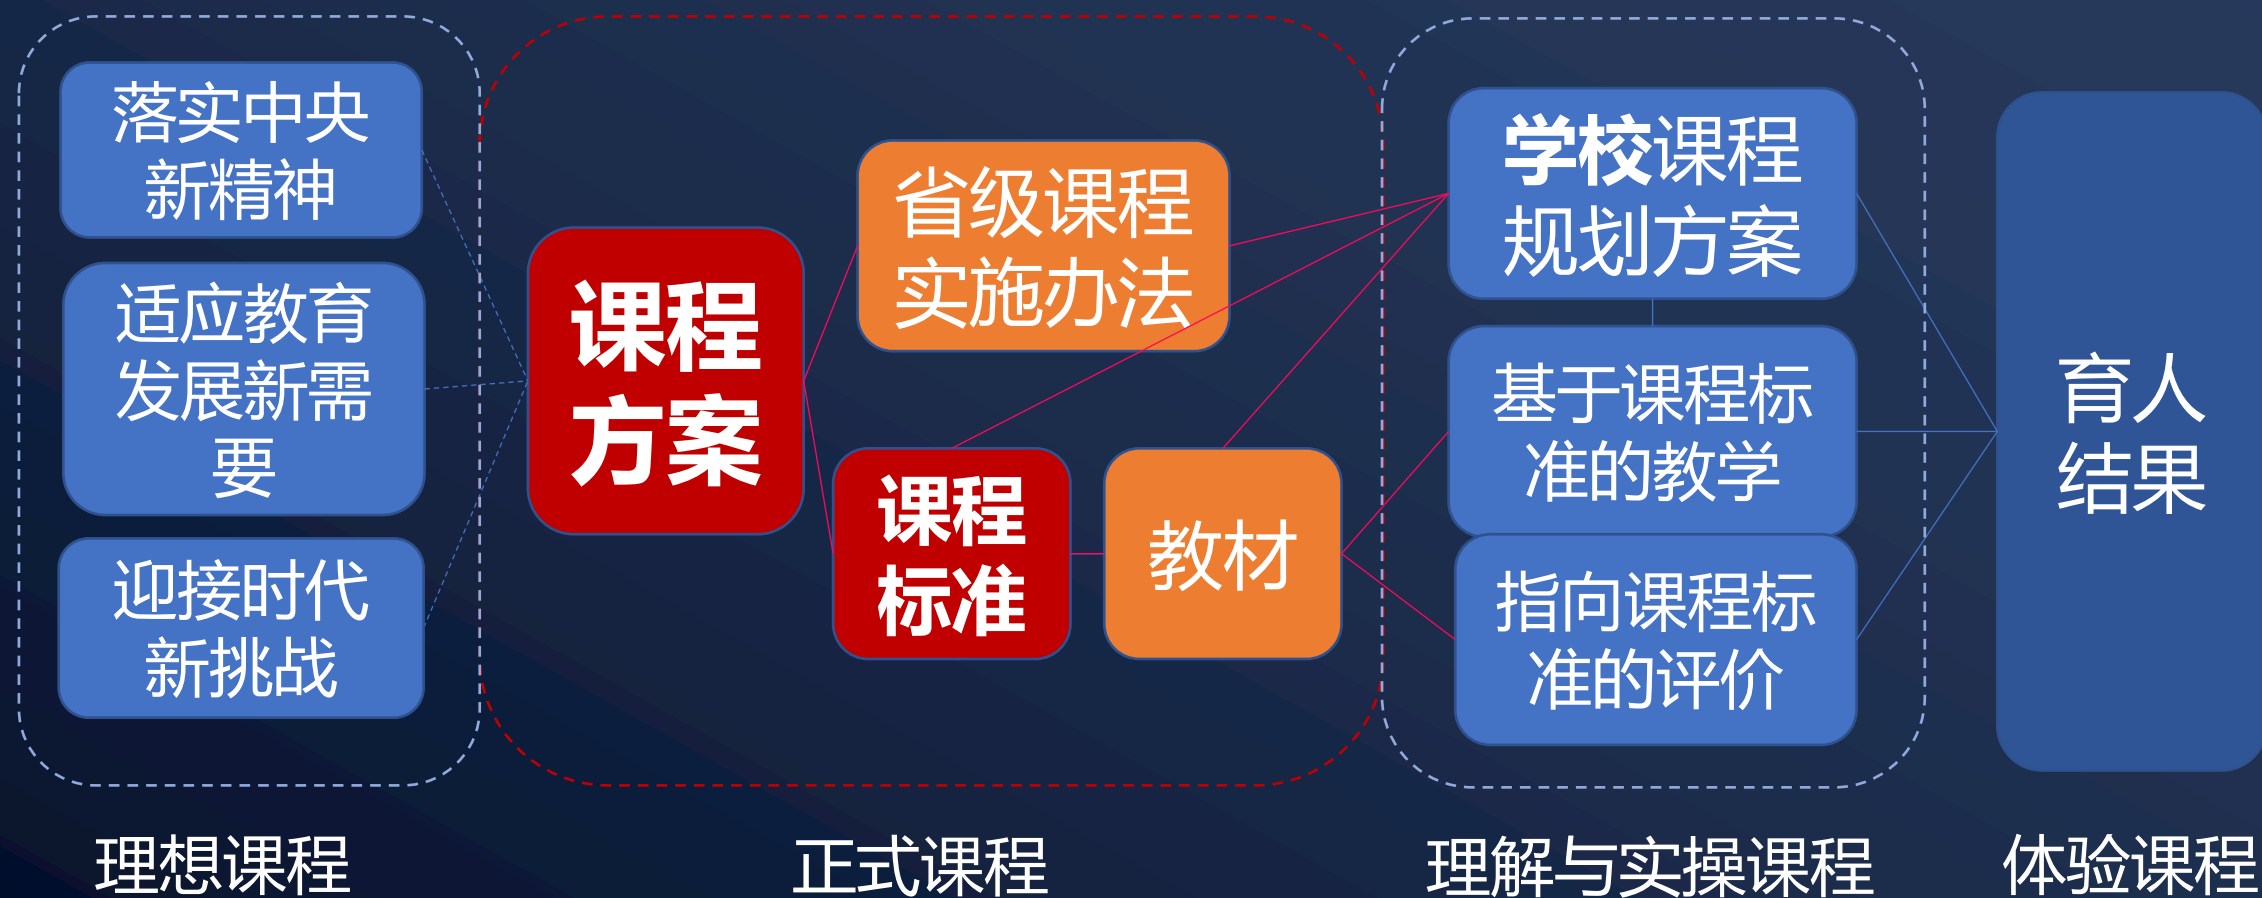 落实中央
新精神
适应教育
发展新需
要
迎接时代
新挑战
课程
方案
省级课程
实施办法
课程
标准
教材
学校课程
规划方案
基于课程标
准的教学
指向课程标
准的评价
育人
结果
理想课程
正式课程
理解与实操课程
体验课程